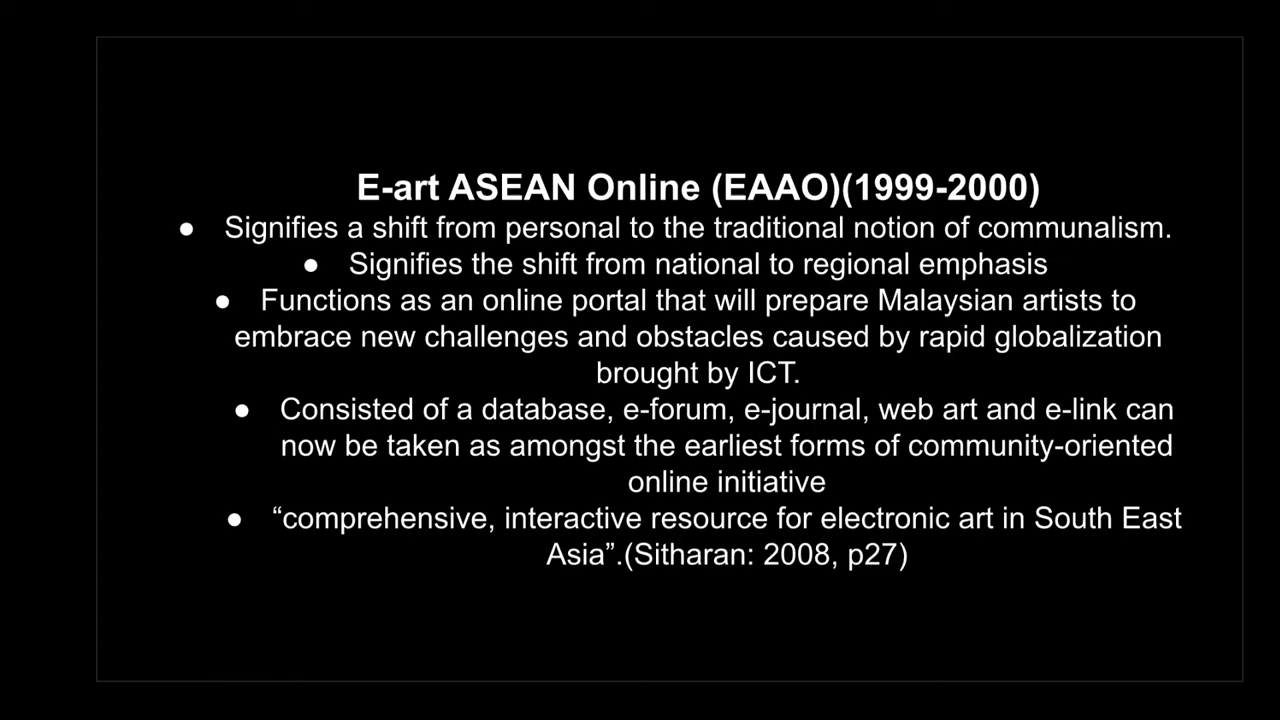 E-art ASEAN Online (EAAO)(1999-2000)
● Signifies a shift from personal to the traditional notion of communalism.
● Signifies the shift from national to regional emphasis
● Functions as an online portal that will prepare Malaysian artists to
embrace new challenges and obstacles caused by rapid globalization
brought by ICT.
● Consisted of a database, e-forum, e-journal, web art and e-link can
now be taken as amongst the earliest forms of community-oriented
online initiative
● “comprehensive, interactive resource for electronic art in South East
Asia”.(Sitharan: 2008, p27)